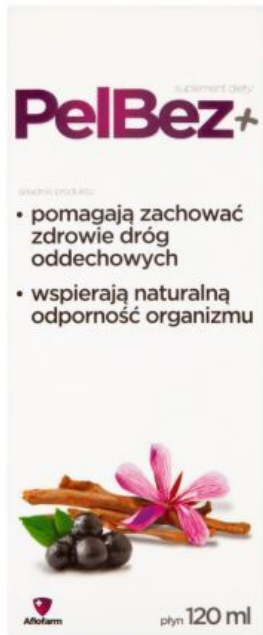 suplement diety
PelBez+
składniki produktu:
• pomagają zachować
zdrowie dróg
oddechowych
• wspierają naturalną
odporność organizmu
Aflofarm
płyn 120 ml